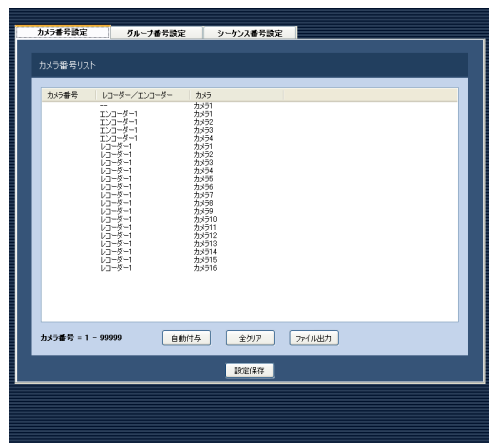 カメラ番号設定 グループ番号設定 シーケンス番号設定
カメラ番号リスト
カメラ番号 レコーダー／エンコーダー カメラ
-- カメラ1
エンコーダー1 カメラ1
エンコーダー1 カメラ2
エンコーダー1 カメラ3
エンコーダー1 カメラ4
レコーダー1 カメラ1
レコーダー1 カメラ2
レコーダー1 カメラ3
レコーダー1 カメラ4
レコーダー1 カメラ5
レコーダー1 カメラ6
レコーダー1 カメラ7
レコーダー1 カメラ8
レコーダー1 カメラ9
レコーダー1 カメラ10
レコーダー1 カメラ11
レコーダー1 カメラ12
レコーダー1 カメラ13
レコーダー1 カメラ14
レコーダー1 カメラ15
レコーダー1 カメラ16
カメラ番号 = 1 - 99999 自動付与 全クリア ファイル出力
設定保存